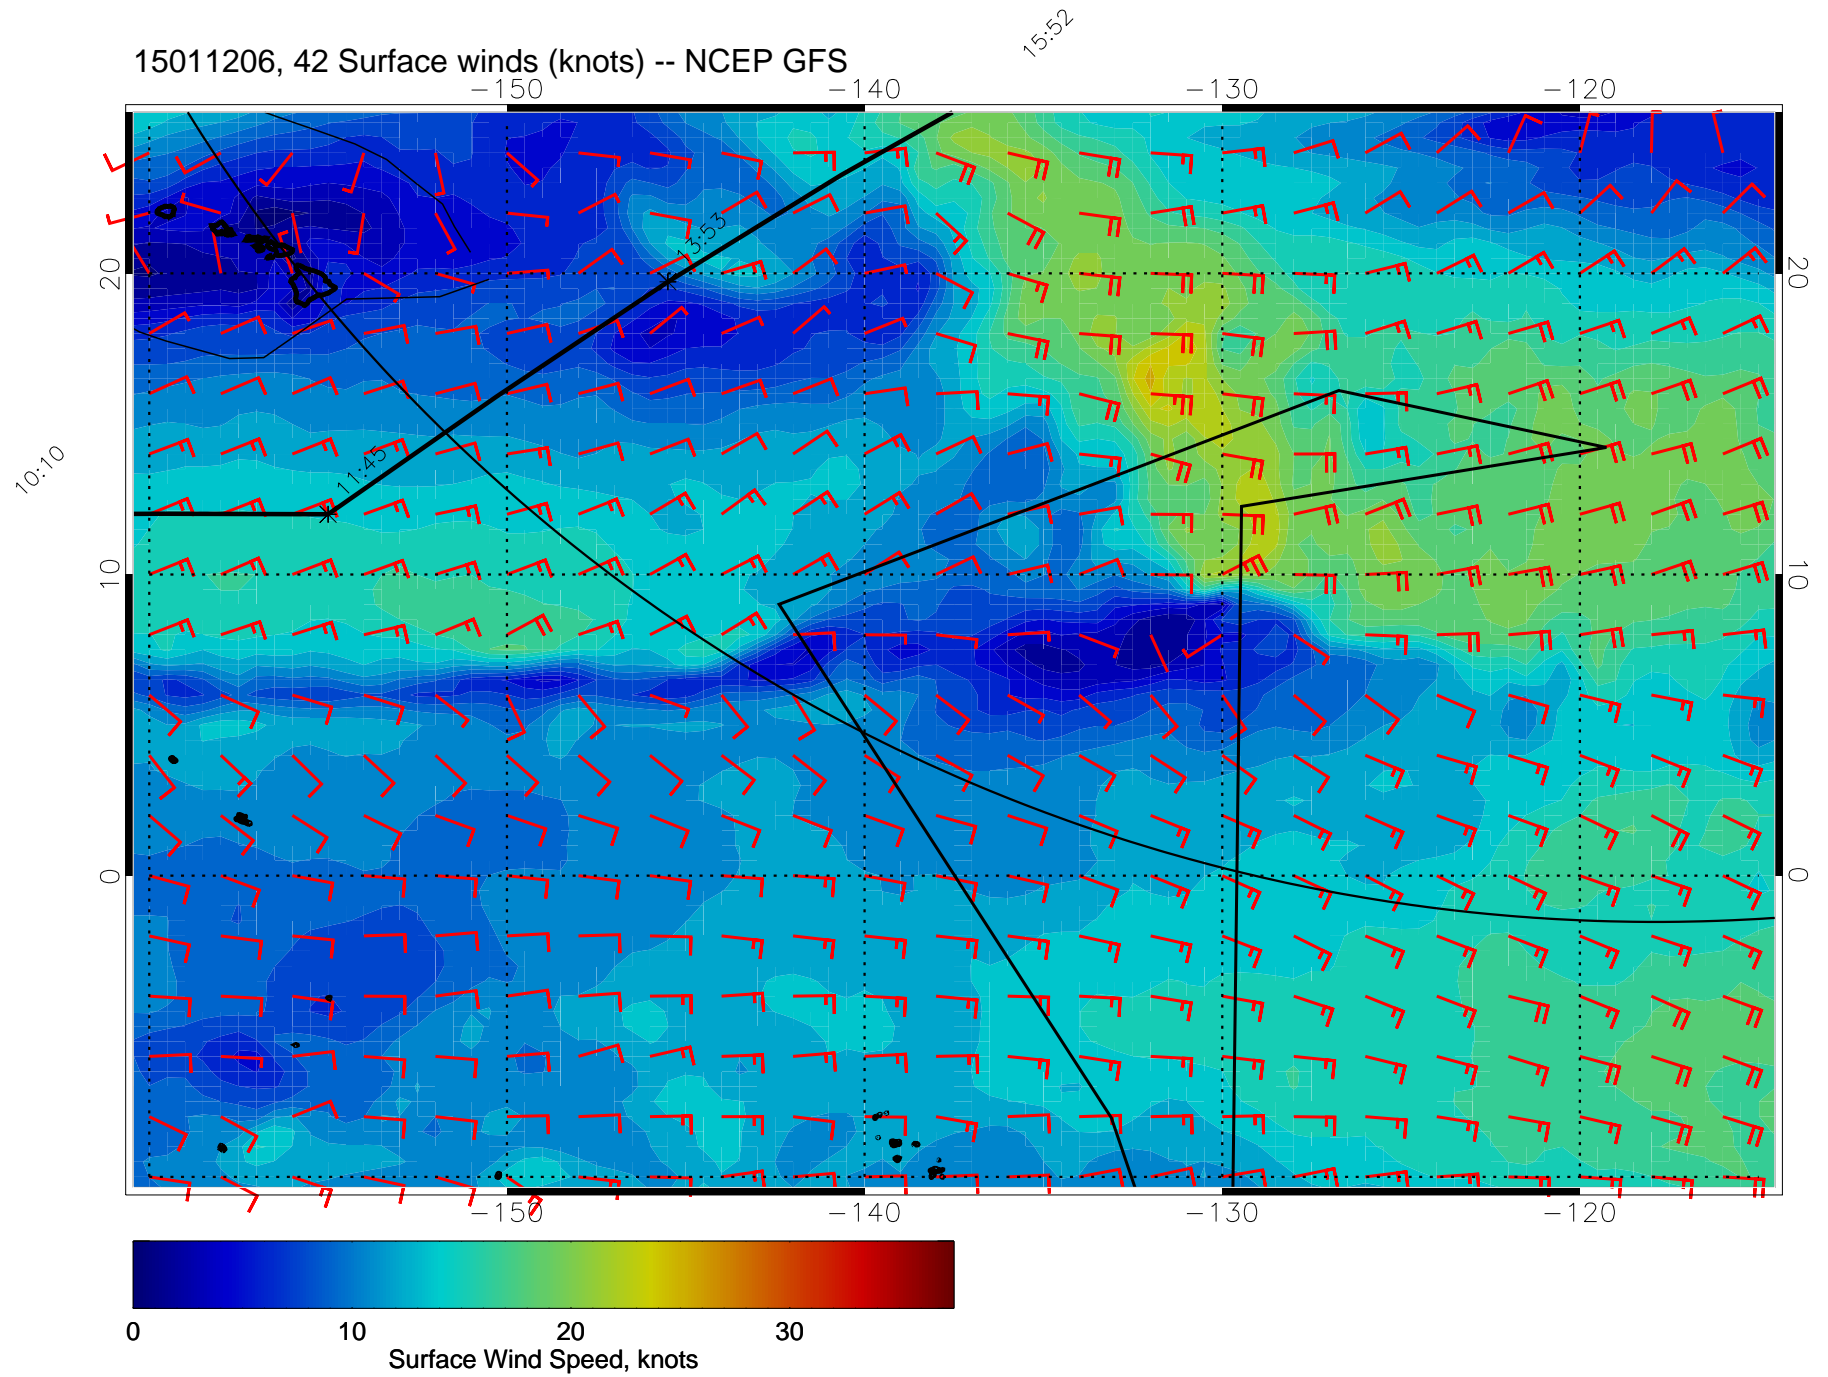 15:52
15011206, 42 Surface winds (knots) -- NCEP GFS
-150 -140 -130 -120
13:53
20 20
11:45
10:10
10 10
0 0
-150 -140 -130 -120
0 10 20 30
Surface Wind Speed, knots